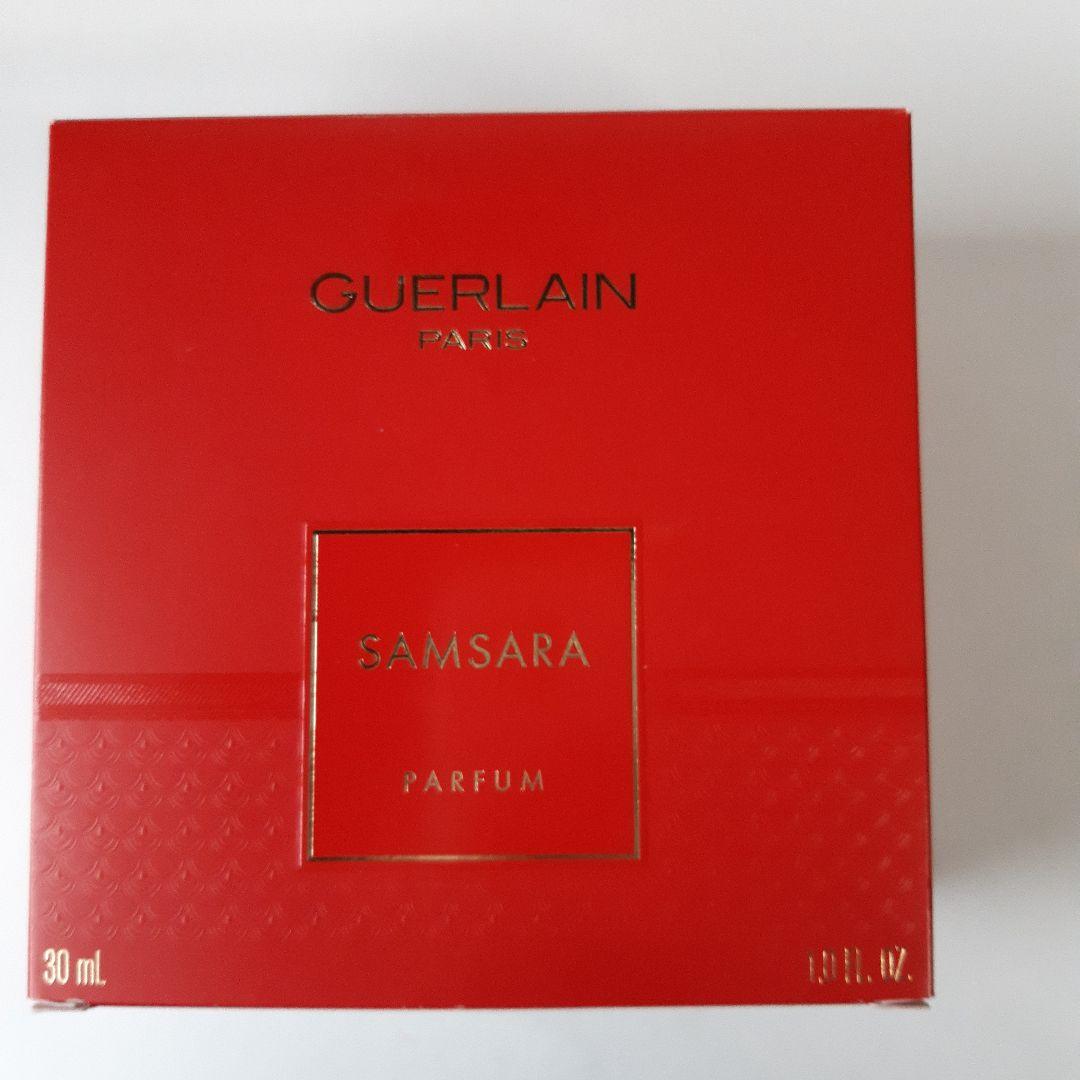 GUERLAIN
PARIS
SAMSARA
PARFUM
30 mL
1.0 FL. OZ.